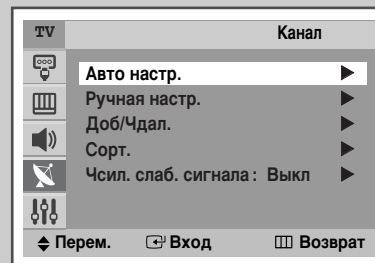 TV Канал
Авто настр.
Ручная настр.
Доб/Чдал.
Сорт.
Чсил. слаб. сигнала : Выкл
Перем. Вход Возврат